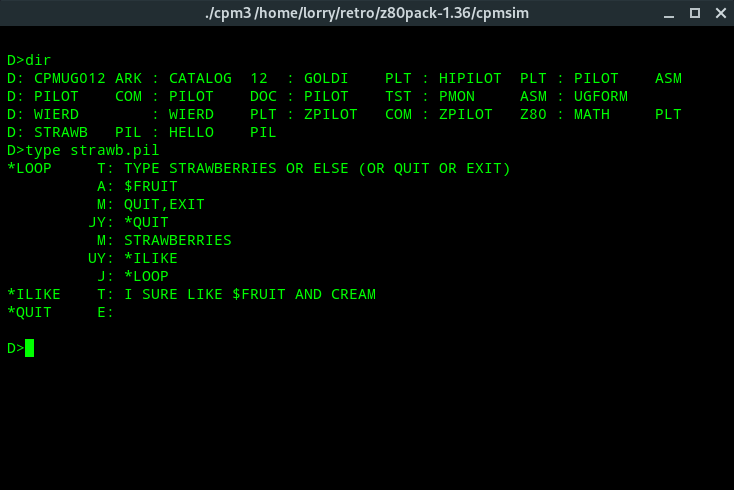 ./cpm3 /home/lorry/retro/z80pack-1.36/cpmsim
D>dir
D: CPMUG012 ARK : CATALOG  12  : GOLDI    PLT : HIPILOT  PLT : PILOT    ASM
D: PILOT    COM : PILOT    DOC : PILOT    TST : PMON     ASM : UGFORM
D: WIERD        : WIERD    PLT : ZPILOT   COM : ZPILOT   Z80 : MATH     PLT
D: STRAWB   PIL : HELLO    PIL
D>type strawb.pil
*LOOP     T: TYPE STRAWBERRIES OR ELSE (OR QUIT OR EXIT)
          A: $FRUIT
          M: QUIT,EXIT
         JY: *QUIT
          M: STRAWBERRIES
         UY: *ILIKE
          J: *LOOP
*ILIKE    T: I SURE LIKE $FRUIT AND CREAM
*QUIT     E:
D>